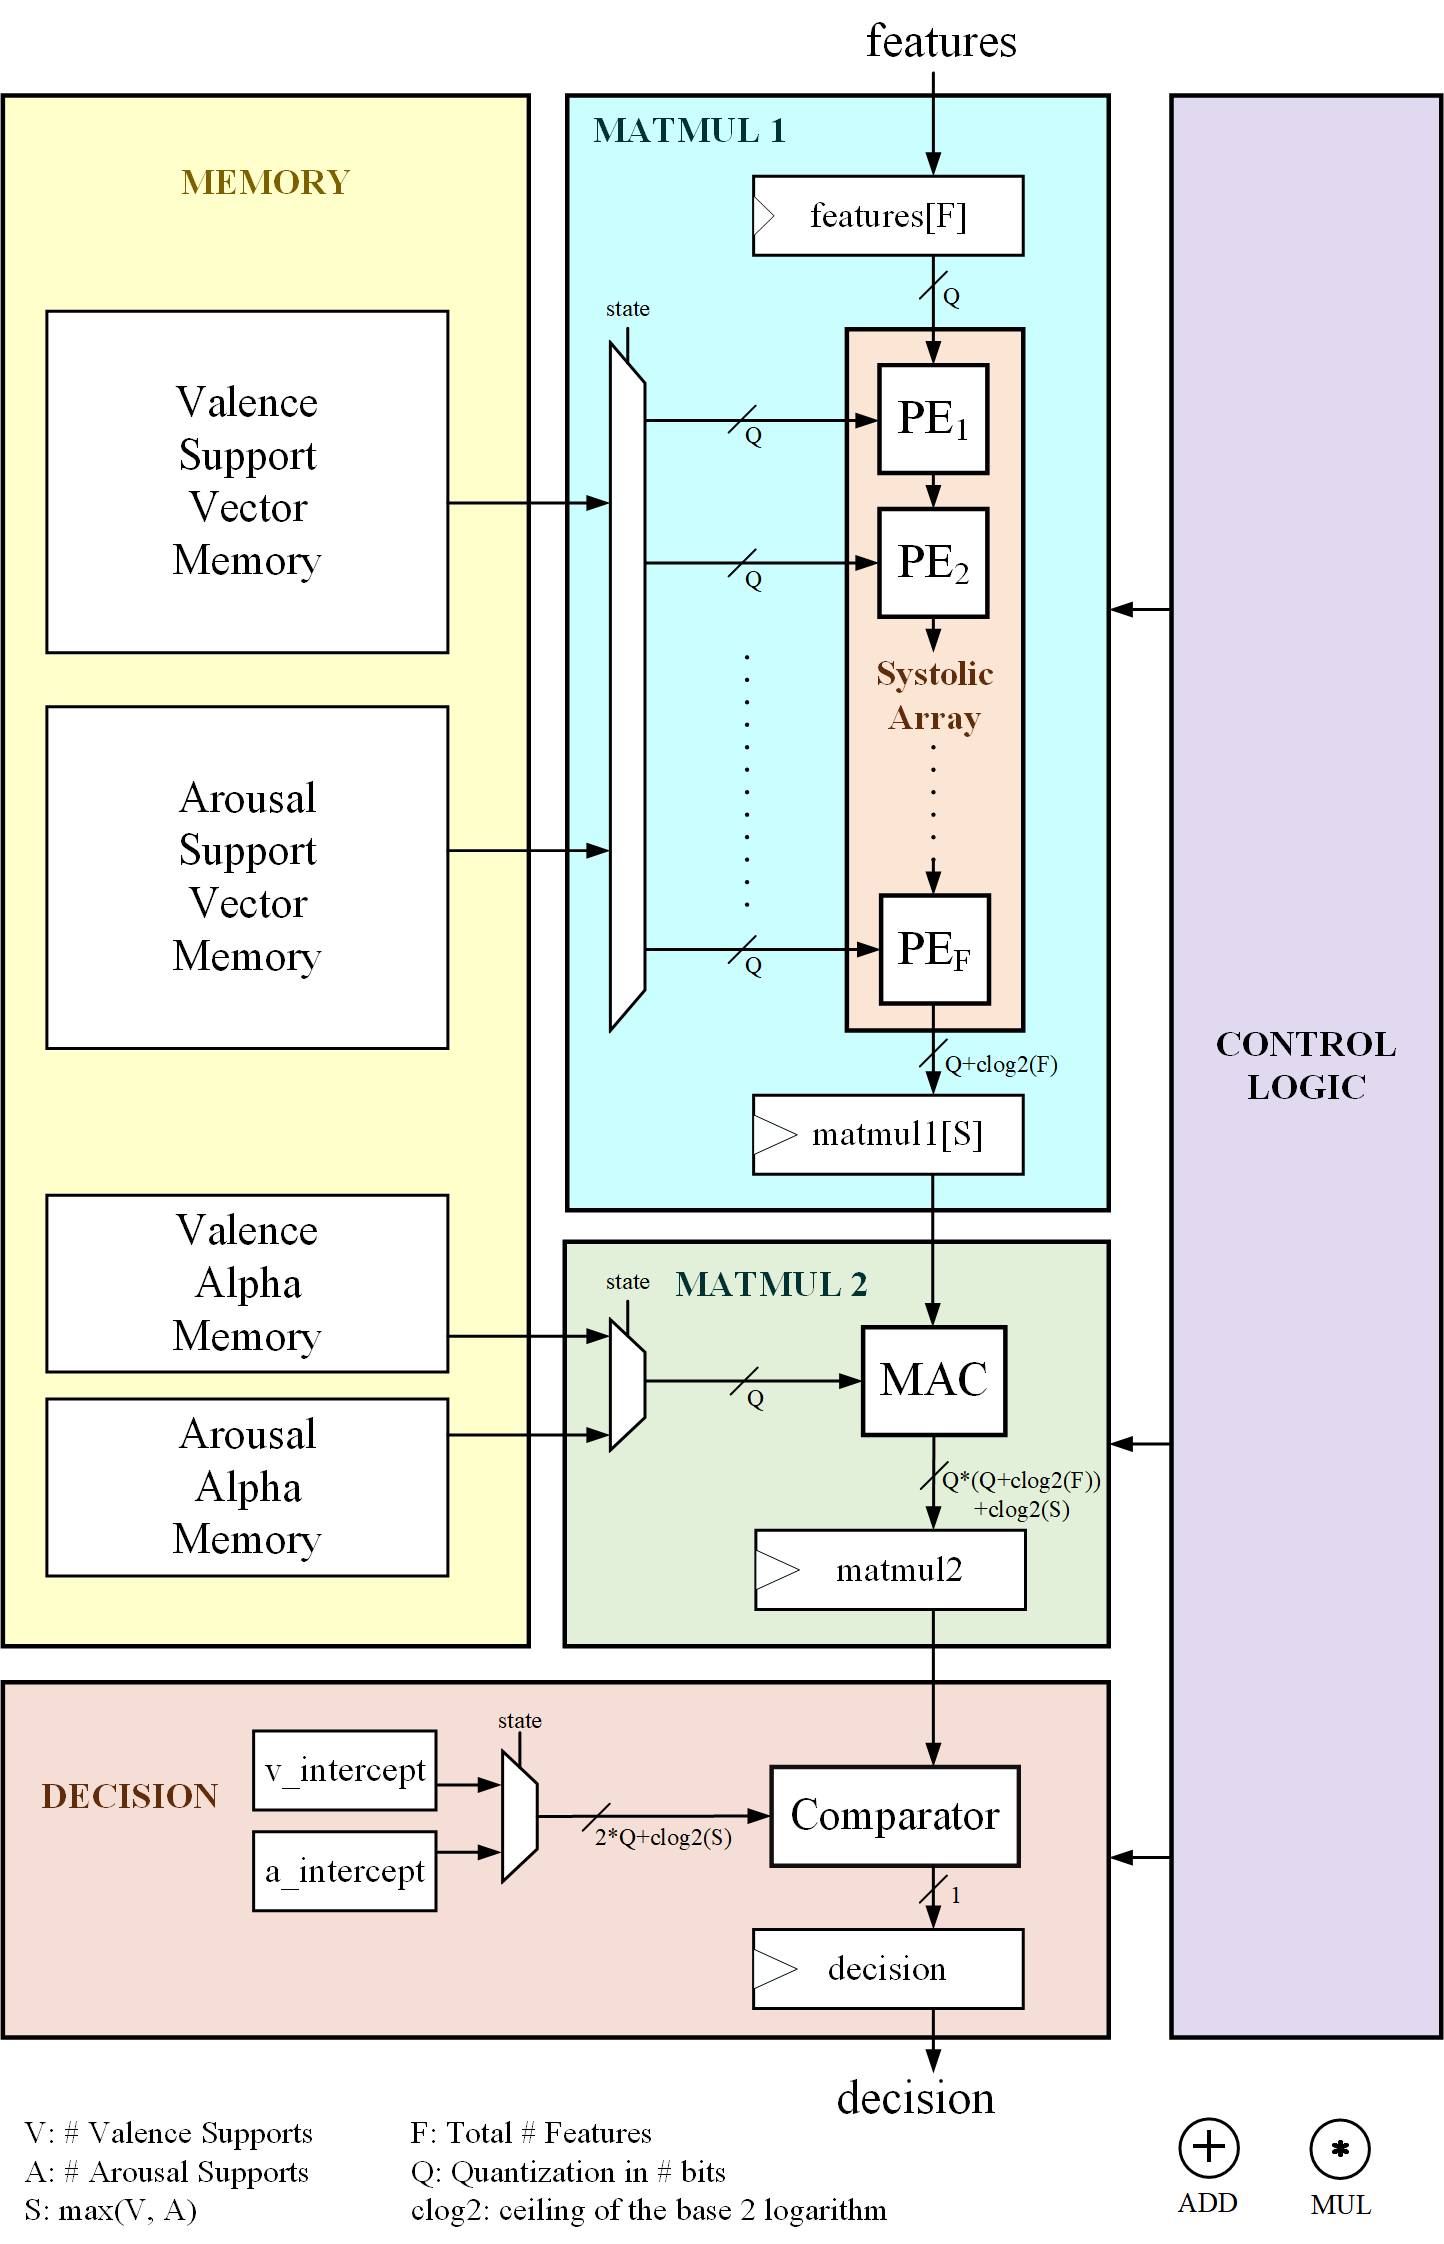 features
MEMORY
MATMUL 1
features[F]
Q
state
Valence
Support
Vector
Memory
Q
PE1
Q
PE2
Systolic
Array
Arousal
Support
Vector
Memory
Q
PEF
Q+clog2(F)
matmul1[S]
CONTROL
LOGIC
Valence
Alpha
Memory
Arousal
Alpha
Memory
state
MATMUL 2
MAC
Q
Q*(Q+clog2(F))
+clog2(S)
matmul2
DECISION
v_intercept
a_intercept
state
2*Q+clog2(S)
Comparator
1
decision
decision
V: # Valence Supports
A: # Arousal Supports
S: max(V, A)
F: Total # Features
Q: Quantization in # bits
clog2: ceiling of the base 2 logarithm
+
ADD
*
MUL